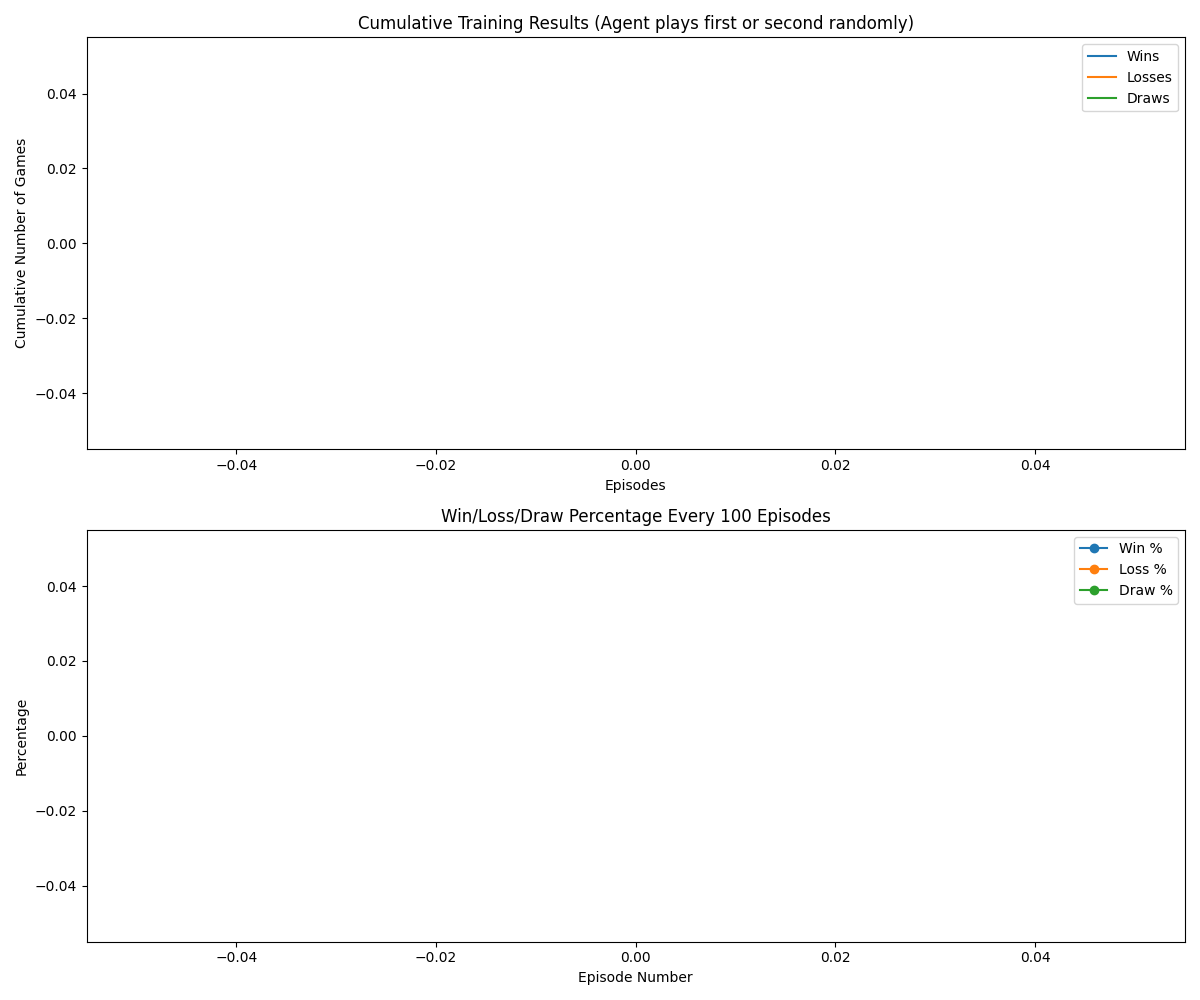 Cumulative Training Results (Agent plays first or second randomly)
Wins
Losses
Draws
Cumulative Number of Games
0.04
0.02
0.00
−0.02
−0.04
−0.04 −0.02 0.00 0.02 0.04
Episodes
Win/Loss/Draw Percentage Every 100 Episodes
Win %
Loss %
Draw %
Percentage
0.04
0.02
0.00
−0.02
−0.04
−0.04 −0.02 0.00 0.02 0.04
Episode Number